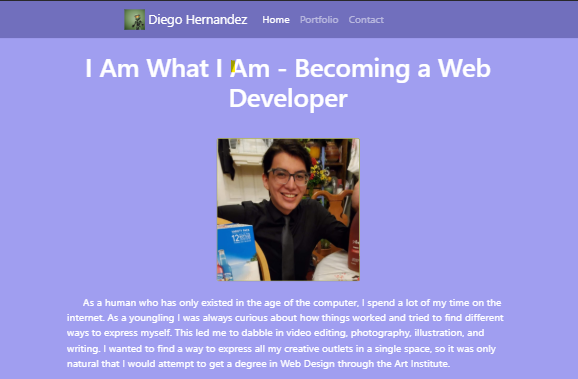 Diego Hernandez Home Portfolio Contact
I Am What I Am - Becoming a Web
Developer
12
As a human who has only existed in the age of the computer, I spend a lot of my time on the
internet. As a youngling I was always curious about how things worked and tried to find different
ways to express myself. This led me to dabble in video editing, photography, illustration, and
writing. I wanted to find a way to express all my creative outlets in a single space, so it was only
natural that I would attempt to get a degree in Web Design through the Art Institute.